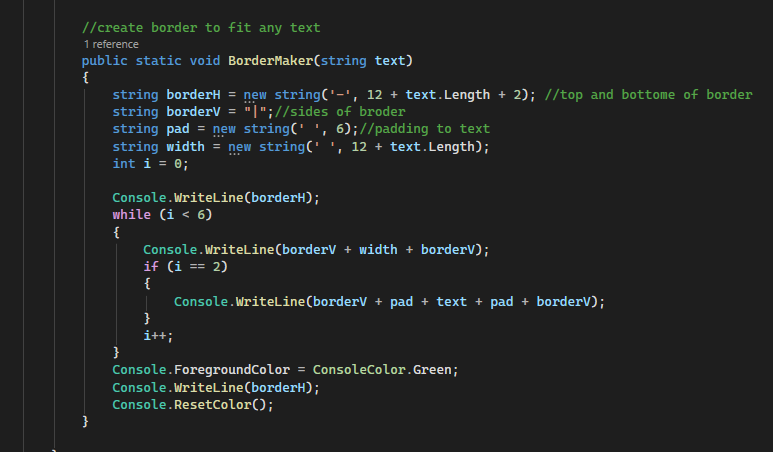 //create border to fit any text
1 reference
public static void BorderMaker(string text)
{
string borderH = new string('-', 12 + text.Length + 2); //top and bottome of border
string borderV = "|";//sides of broder
string pad = new string(' ', 6);//padding to text
string width = new string(' ', 12 + text.Length);
int i = 0;
Console.WriteLine(borderH);
while (i < 6)
{
Console.WriteLine(borderV + width + borderV);
if (i == 2)
{
Console.WriteLine(borderV + pad + text + pad + borderV);
}
i++;
}
Console.ForegroundColor = ConsoleColor.Green;
Console.WriteLine(borderH);
Console.ResetColor();
}